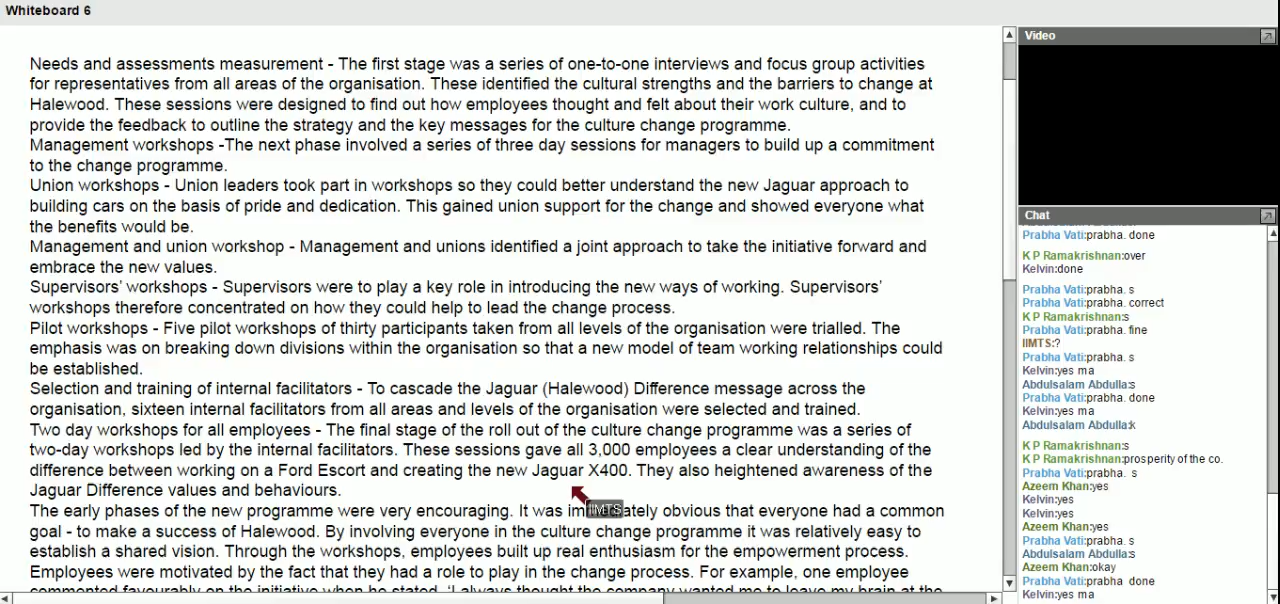 Whiteboard 6
Needs and assessments measurement - The first stage was a series of one-to-one interviews and focus group activities
for representatives from all areas of the organisation. These identified the cultural strengths and the barriers to change at
Halewood. These sessions were designed to find out how employees thought and felt about their work culture, and to
provide the feedback to outline the strategy and the key messages for the culture change programme.
Management workshops -The next phase involved a series of three day sessions for managers to build up a commitment
to the change programme.
Union workshops - Union leaders took part in workshops so they could better understand the new Jaguar approach to
building cars on the basis of pride and dedication. This gained union support for the change and showed everyone what
the benefits would be.
Management and union workshop - Management and unions identified a joint approach to take the initiative forward and
embrace the new values.
Supervisors' workshops - Supervisors were to play a key role in introducing the new ways of working. Supervisors'
workshops therefore concentrated on how they could help to lead the change process.
Pilot workshops - Five pilot workshops of thirty participants taken from all levels of the organisation were trialled. The
emphasis was on breaking down divisions within the organisation so that a new model of team working relationships could
be established.
Selection and training of internal facilitators - To cascade the Jaguar (Halewood) Difference message across the
organisation, sixteen internal facilitators from all areas and levels of the organisation were selected and trained.
Two day workshops for all employees - The final stage of the roll out of the culture change programme was a series of
two-day workshops led by the internal facilitators. These sessions gave all 3,000 employees a clear understanding of the
difference between working on a Ford Escort and creating the new Jaguar X400. They also heightened awareness of the
Jaguar Difference values and behaviours.
IIMTS
The early phases of the new programme were very encouraging. It was immediately obvious that everyone had a common
goal - to make a success of Halewood. By involving everyone in the culture change programme it was relatively easy to
establish a shared vision. Through the workshops, employees built up real enthusiasm for the empowerment process.
Employees were motivated by the fact that they had a role to play in the change process. For example, one employee
commented favourably on the initiative when he stated, 'I always thought the company wanted me to leave my brain at the
Video
Chat
Prabha Vati:prabha. done
K P Ramakrishnan:over
Kelvin:done
Prabha Vati:prabha. s
Prabha Vati:prabha. correct
K P Ramakrishnan:s
Prabha Vati:prabha. fine
IIMTS:?
Prabha Vati:prabha. s
Kelvin:yes ma
Abdulsalam Abdulla:s
Prabha Vati:prabha. done
Kelvin:yes ma
Abdulsalam Abdulla:k
K P Ramakrishnan:s
K P Ramakrishnan:prosperity of the co.
Prabha Vati:prabha. s
Azeem Khan:yes
Kelvin:yes
Kelvin:yes
Azeem Khan:yes
Prabha Vati:prabha. s
Abdulsalam Abdulla:s
Azeem Khan:okay
Prabha Vati:prabha done
Kelvin:yes ma